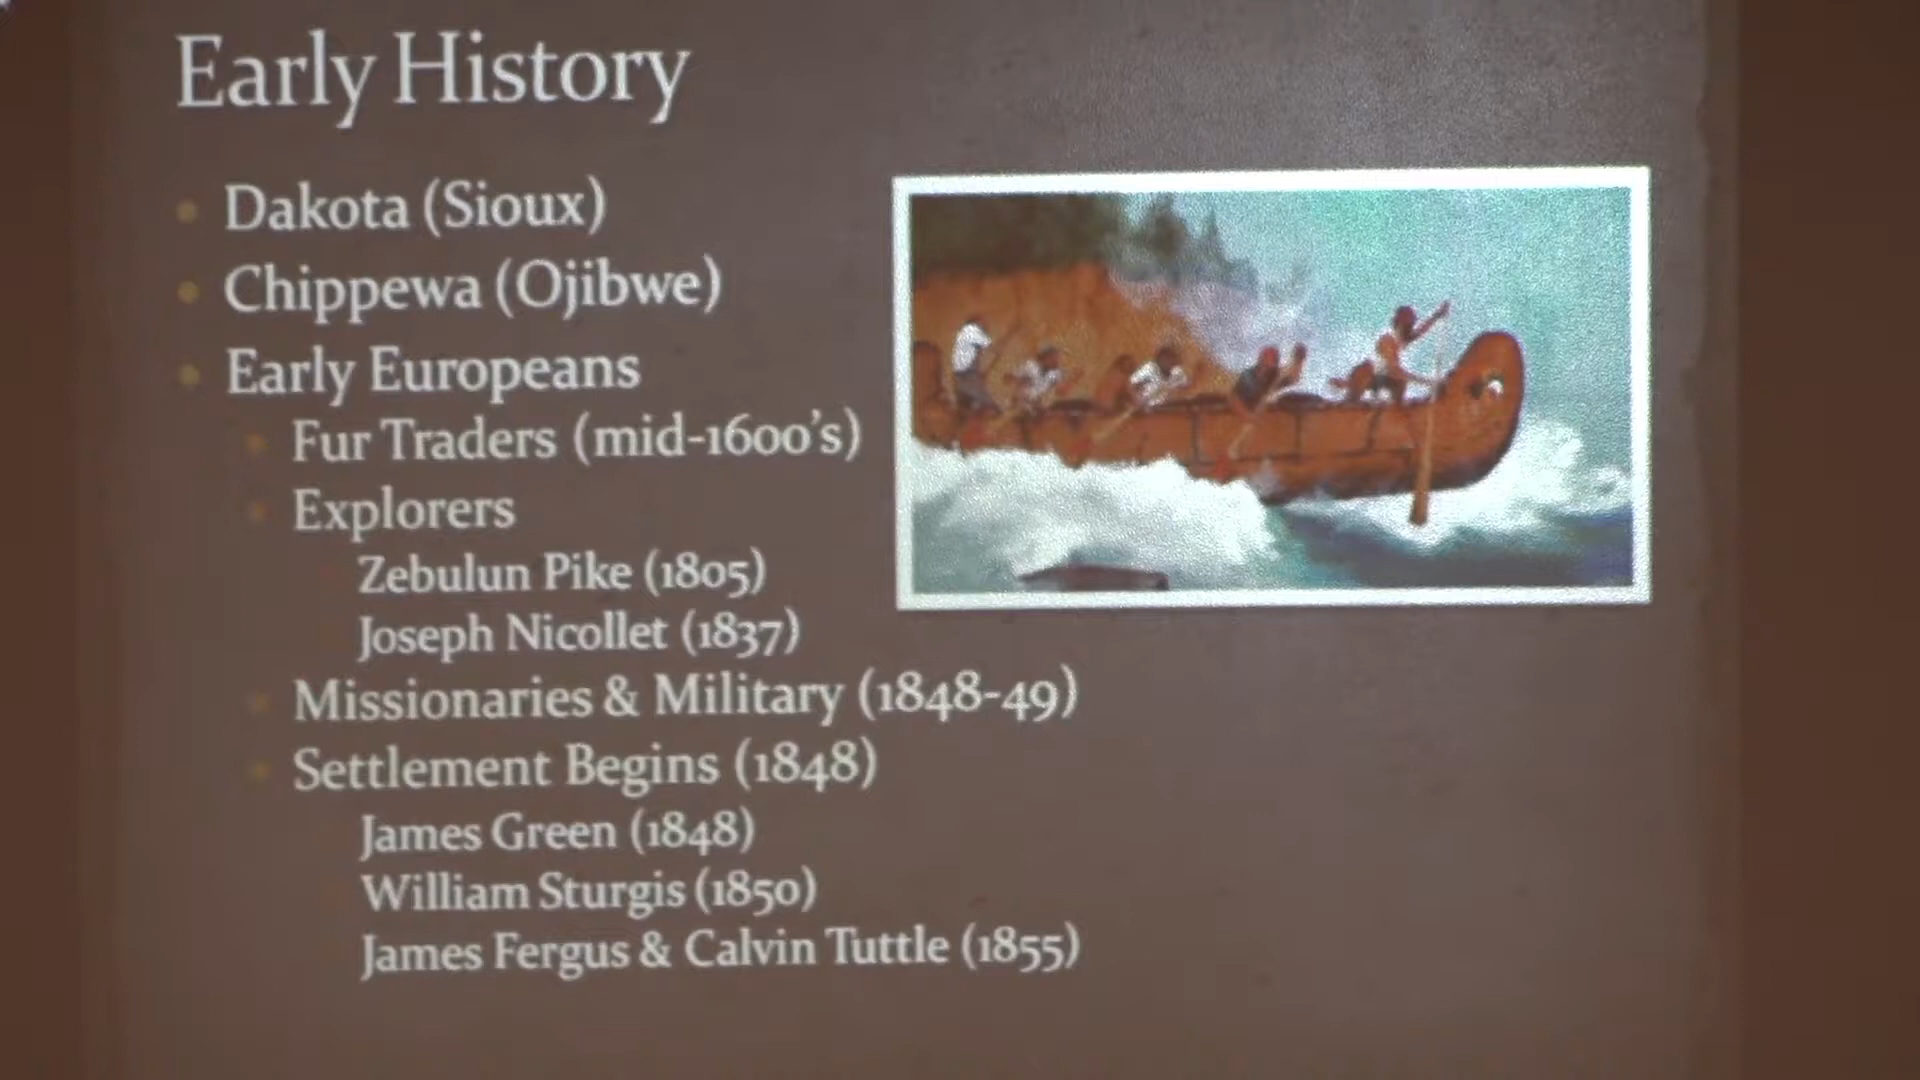 Early History
Dakota (Sioux)
Chippewa (Ojibwe)
Early Europeans
Fur Traders (mid-1600's)
Explorers
Zebulun Pike (1805)
Joseph Nicollet (1837)
Missionaries & Military (1848-49)
Settlement Begins (1848)
James Green (1848)
William Sturgis (1850)
James Fergus & Calvin Tuttle (1855)